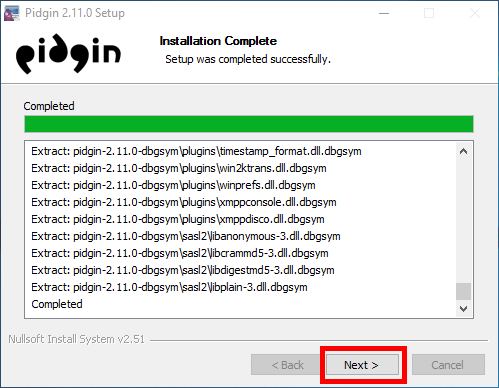 Pidgin 2.11.0 Setup
pidgin
Installation Complete
Setup was completed successfully.
Completed
Extract: pidgin-2.11.0-dbgsym\plugins\timestamp_format.dll.dbgsym
Extract: pidgin-2.11.0-dbgsym\plugins\win2ktrans.dll.dbgsym
Extract: pidgin-2.11.0-dbgsym\plugins\winprefs.dll.dbgsym
Extract: pidgin-2.11.0-dbgsym\plugins\xmppconsole.dll.dbgsym
Extract: pidgin-2.11.0-dbgsym\plugins\xmppdisco.dll.dbgsym
Extract: pidgin-2.11.0-dbgsym\sasl2\libanonymous-3.dll.dbgsym
Extract: pidgin-2.11.0-dbgsym\sasl2\libcrammd5-3.dll.dbgsym
Extract: pidgin-2.11.0-dbgsym\sasl2\libdigestmd5-3.dll.dbgsym
Extract: pidgin-2.11.0-dbgsym\sasl2\libplain-3.dll.dbgsym
Completed
Nullsoft Install System v2.51
< Back Next > Cancel